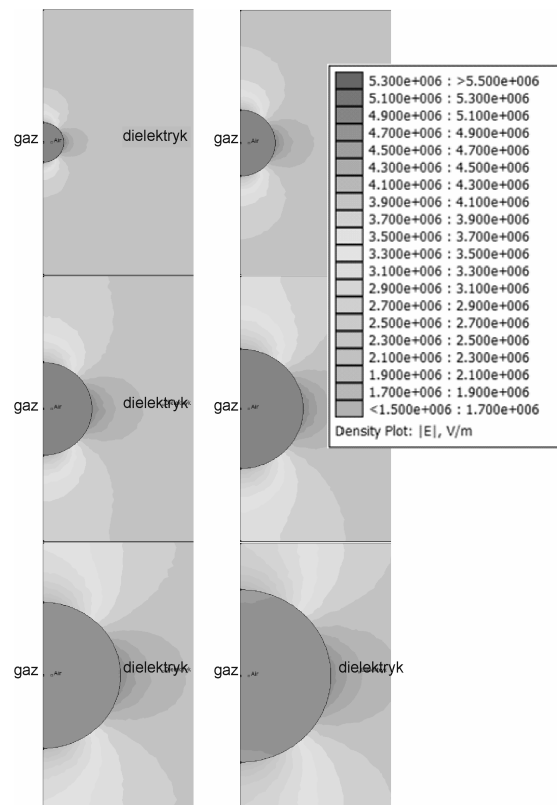 gaz
Air
dielektryk
gaz
Air
5.300e+006 : >5.500e+006
5.100e+006 : 5.300e+006
4.900e+006 : 5.100e+006
4.700e+006 : 4.900e+006
4.500e+006 : 4.700e+006
4.300e+006 : 4.500e+006
4.100e+006 : 4.300e+006
3.900e+006 : 4.100e+006
3.700e+006 : 3.900e+006
3.500e+006 : 3.700e+006
3.300e+006 : 3.500e+006
3.100e+006 : 3.300e+006
2.900e+006 : 3.100e+006
2.700e+006 : 2.900e+006
2.500e+006 : 2.700e+006
2.300e+006 : 2.500e+006
2.100e+006 : 2.300e+006
1.900e+006 : 2.100e+006
1.700e+006 : 1.900e+006
<1.500e+006 : 1.700e+006
Density Plot: |E|, V/m
gaz
Air
dielektryk
gaz
Air
gaz
Air
dielektryk
gaz
Air
dielektryk